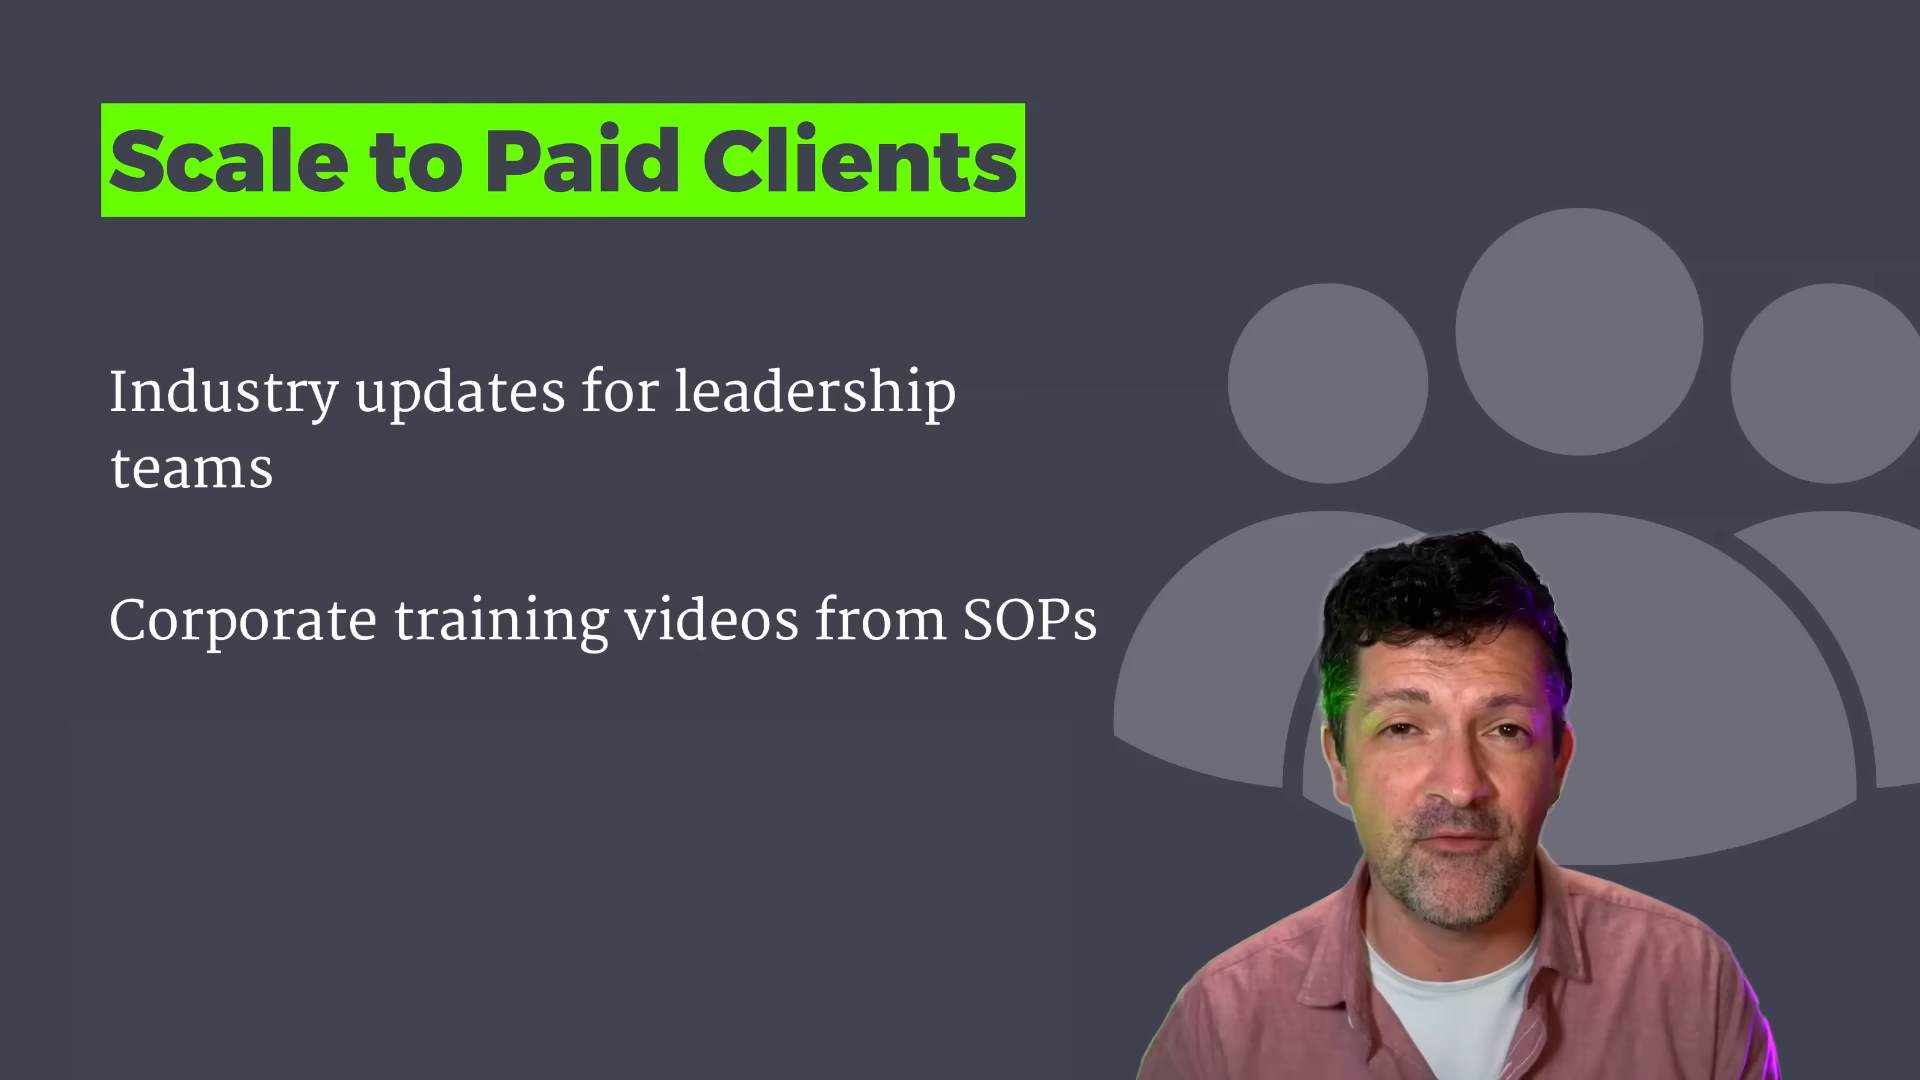 Scale to Paid Clients
Industry updates for leadership
teams
Corporate training videos from SOPs